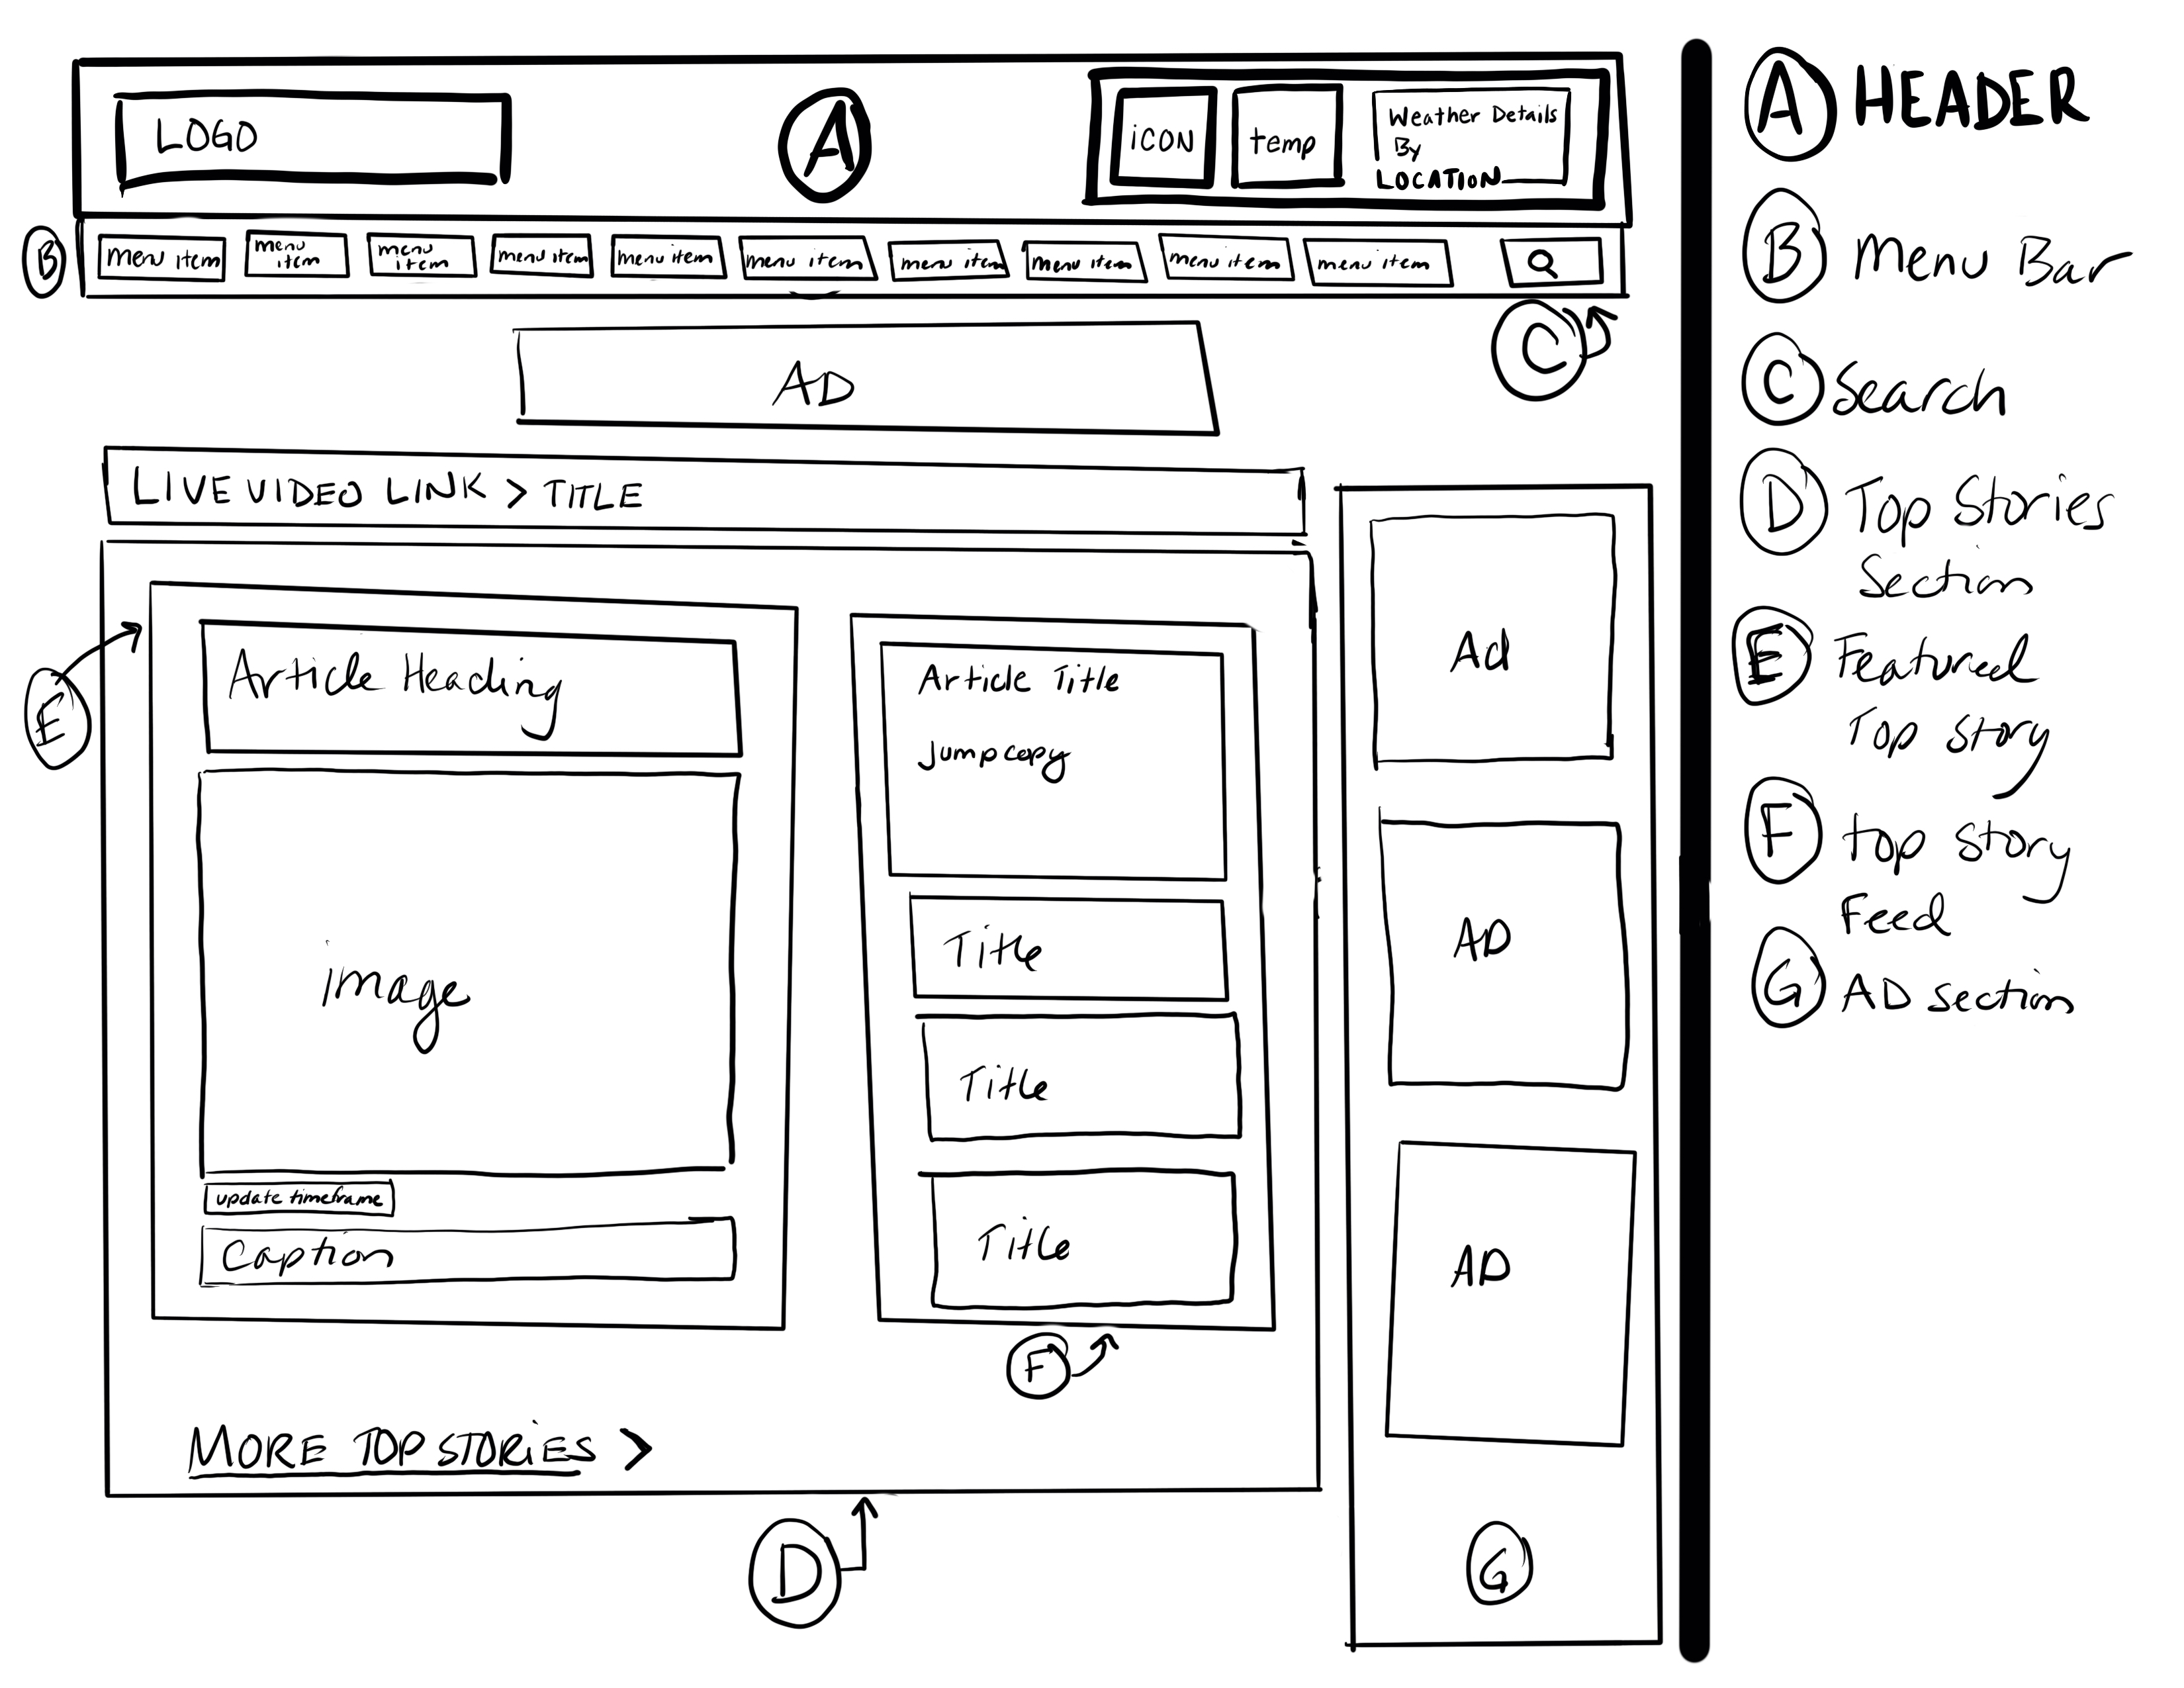 LOGO
A
iCON
temp
Weather Details
By
LOCATION
B
menu item
menu
item
menu
item
menu item
menu item
menu item
menu item
menu item
menu item
menu item
C
AD
LIVE VIDEO LINK > TITLE
E
Article Heading
image
update timeframe
Caption
Article Title
Jump copy
Title
Title
Title
F
MORE TOP STORIES >
D
Ad
AD
AD
G
A HEADER
B Menu Bar
C Search
D Top Stories
Section
E Featured
Top Story
F top Story
Feed
G AD section